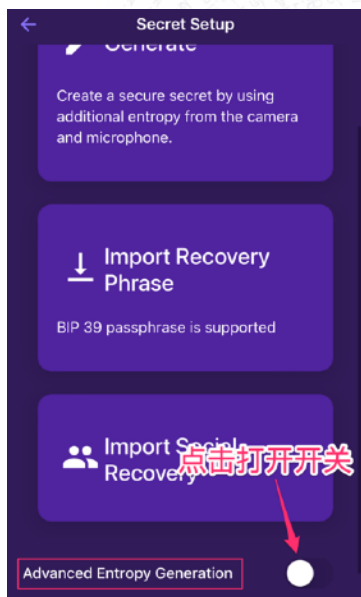 Secret Setup
Generate
Create a secure secret by using
additional entropy from the camera
and microphone.
Import Recovery
Phrase
BIP 39 passphrase is supported
Import Social
Recovery
点击打开开关
Advanced Entropy Generation